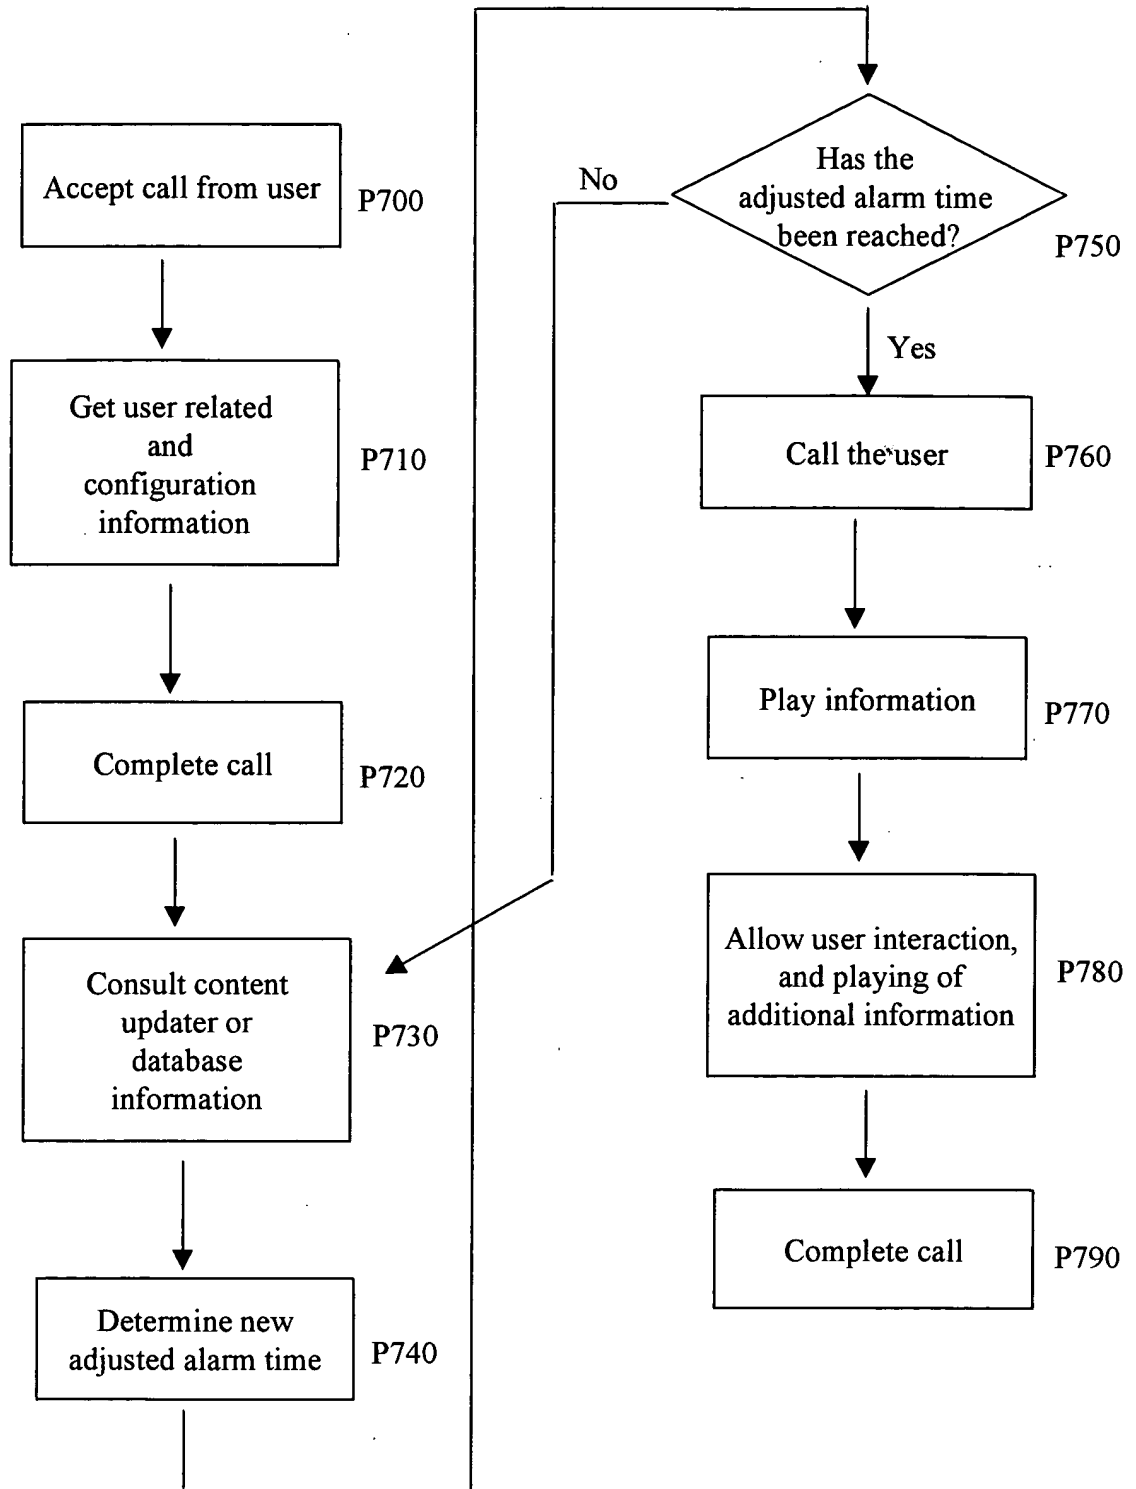 Accept call from user
P700
Get user related
and
configuration
information
P710
Complete call
P720
Consult content
updater or
database
information
P730
Determine new
adjusted alarm time
P740
Has the
adjusted alarm time
been reached?
P750
No
Yes
Call the user
P760
Play information
P770
Allow user interaction,
and playing of
additional information
P780
Complete call
P790